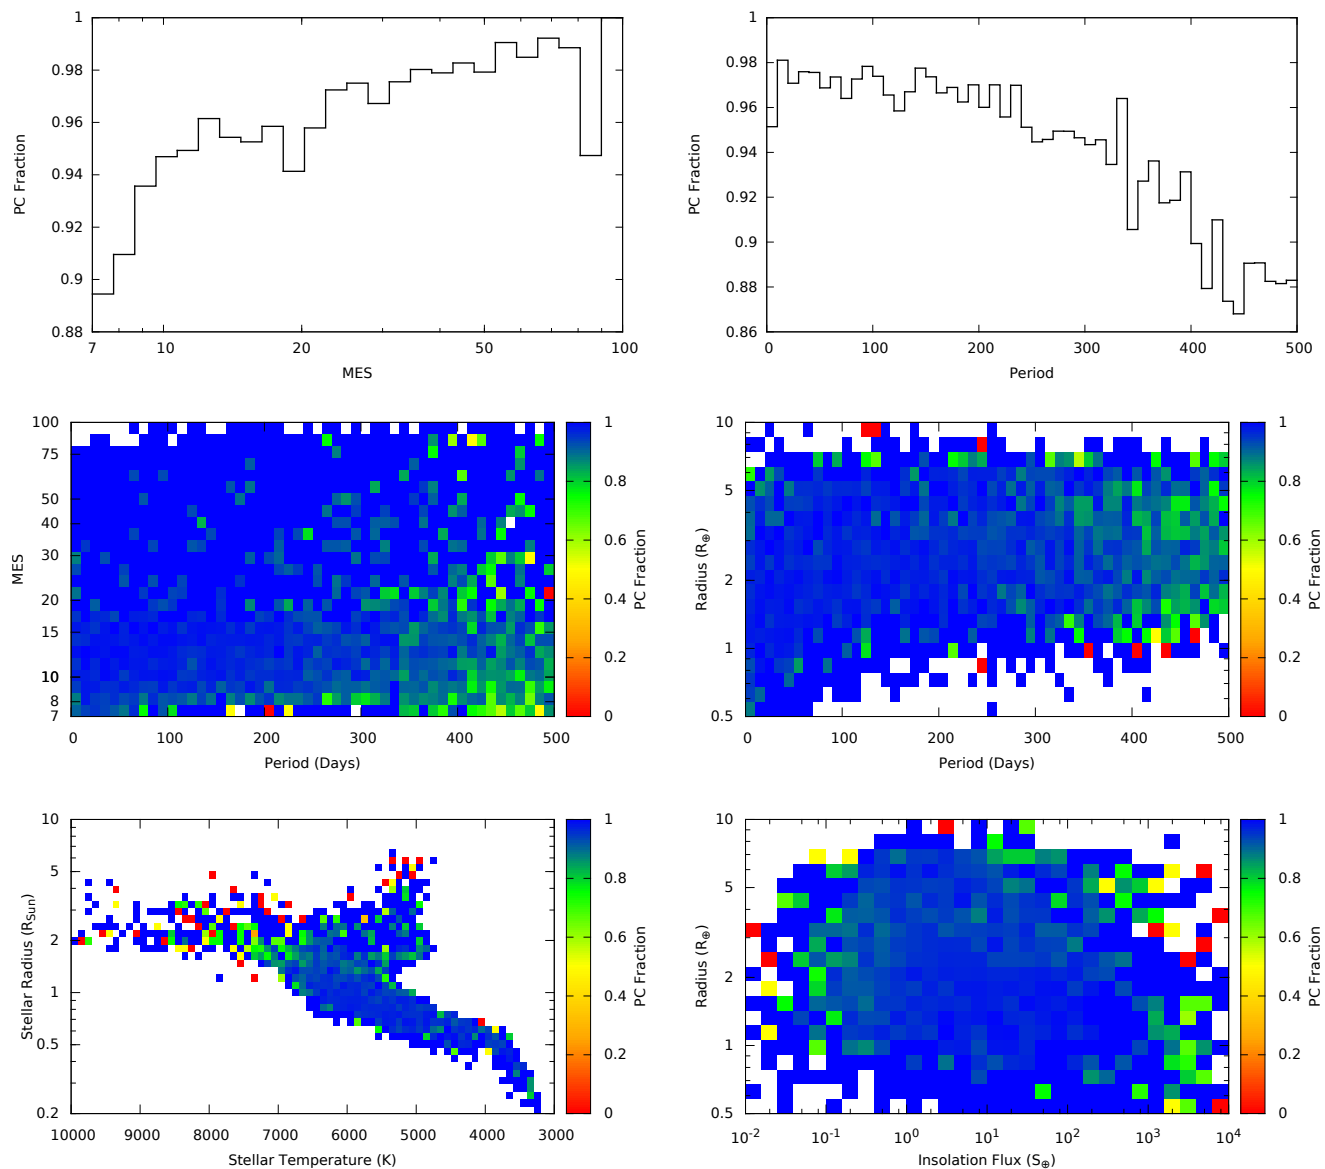 1
0.98
0.96
0.94
0.92
0.9
0.88
PC Fraction
7 10 20 50 100
MES
1
0.98
0.96
0.94
0.92
0.9
0.88
0.86
PC Fraction
0 100 200 300 400 500
Period
100
75
50
40
30
20
15
10
8
7
MES
0 100 200 300 400 500
Period (Days)
1
0.8
0.6
0.4
0.2
0
PC Fraction
10
5
2
1
0.5
Radius (R⊕)
0 100 200 300 400 500
Period (Days)
1
0.8
0.6
0.4
0.2
0
PC Fraction
10
5
2
1
0.5
0.2
Stellar Radius (RSun)
10000 9000 8000 7000 6000 5000 4000 3000
Stellar Temperature (K)
1
0.8
0.6
0.4
0.2
0
PC Fraction
10
5
2
1
0.5
Radius (R⊕)
10⁻² 10⁻¹ 10⁰ 10¹ 10² 10³ 10⁴
Insolation Flux (S⊕)
1
0.8
0.6
0.4
0.2
0
PC Fraction